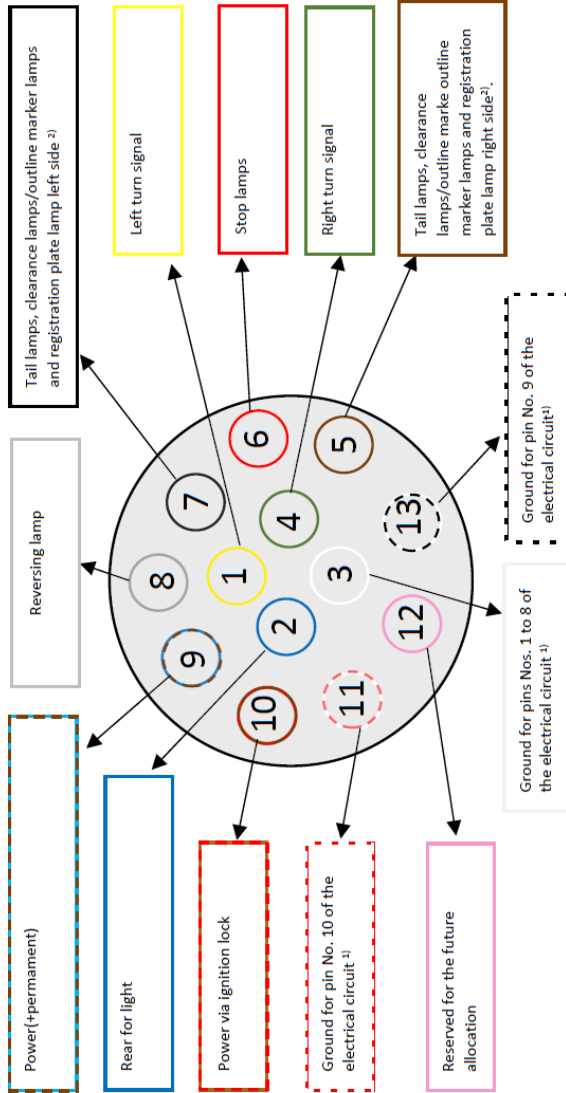 Power(+permament)
Reversing lamp
Tail lamps, clearance lamps/outline marker lamps
and registration plate lamp left side ²⁾
Rear for light
Left turn signal
Power via ignition lock
Stop lamps
Ground for pin No. 10 of the
electrical circuit ¹⁾
Right turn signal
Reserved for the future
allocation
Tail lamps, clearance
lamps/outline marke outline
marker lamps and registration
plate lamp right side²⁾.
8
9
7
1
10
6
2
4
11
3
5
12
13
Ground for pins Nos. 1 to 8 of
the electrical circuit ¹⁾
Ground for pin No. 9 of the
electrical circuit¹⁾